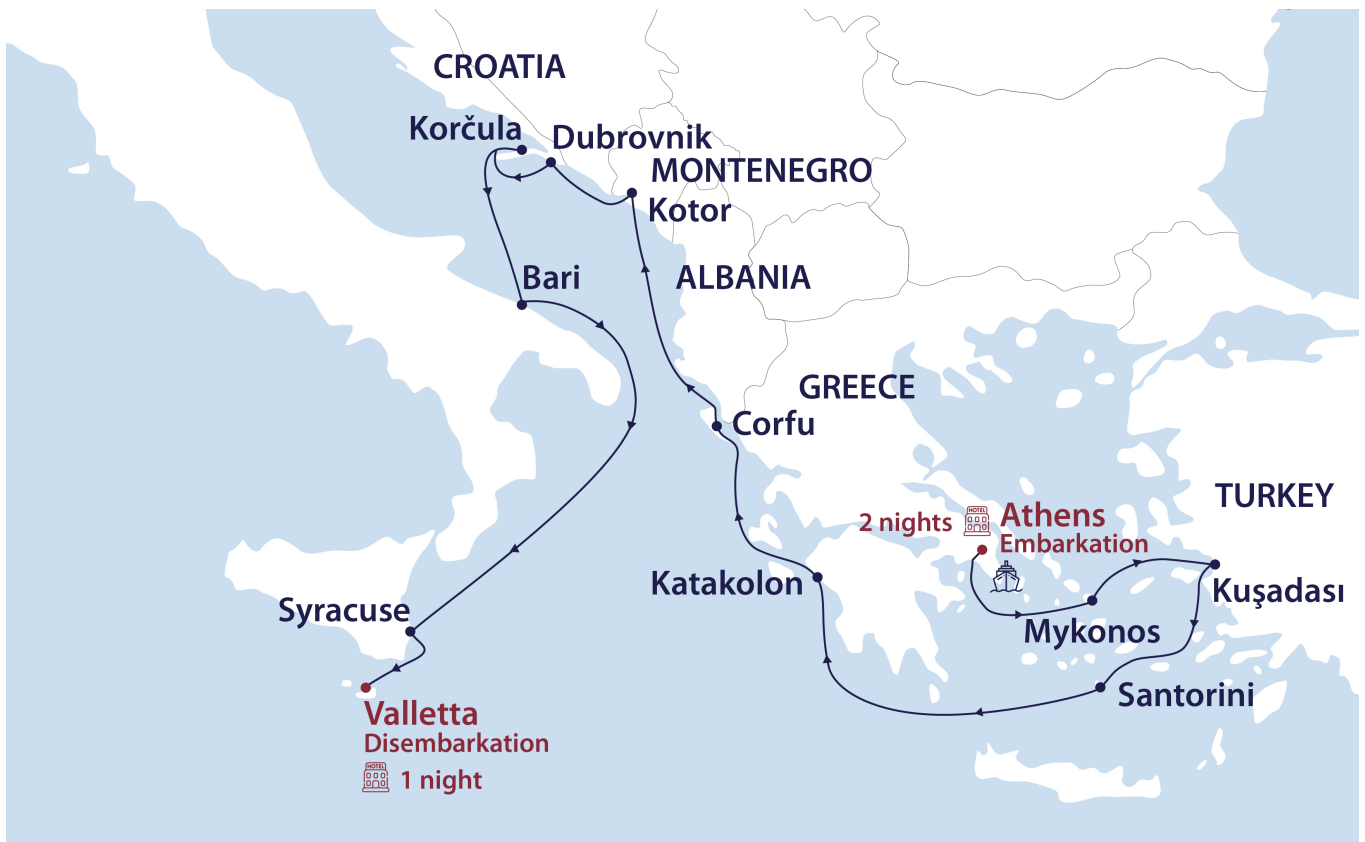 CROATIA
Korčula
Dubrovnik
MONTENEGRO
Kotor
Bari
ALBANIA
GREECE
Corfu
TURKEY
2 nights
HOTEL
Athens
Embarkation
Katakolon
Kuşadası
Mykonos
Syracuse
Santorini
Valletta
Disembarkation
HOTEL
1 night